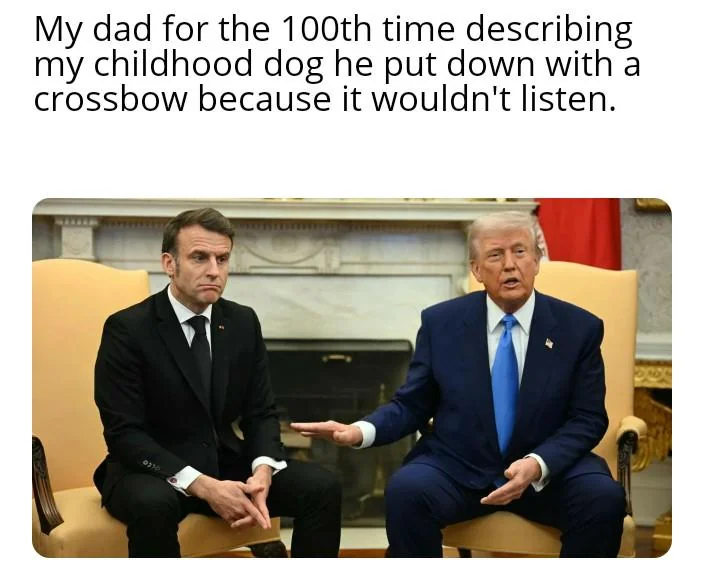 My dad for the 100th time describing
my childhood dog he put down with a
crossbow because it wouldn't listen.